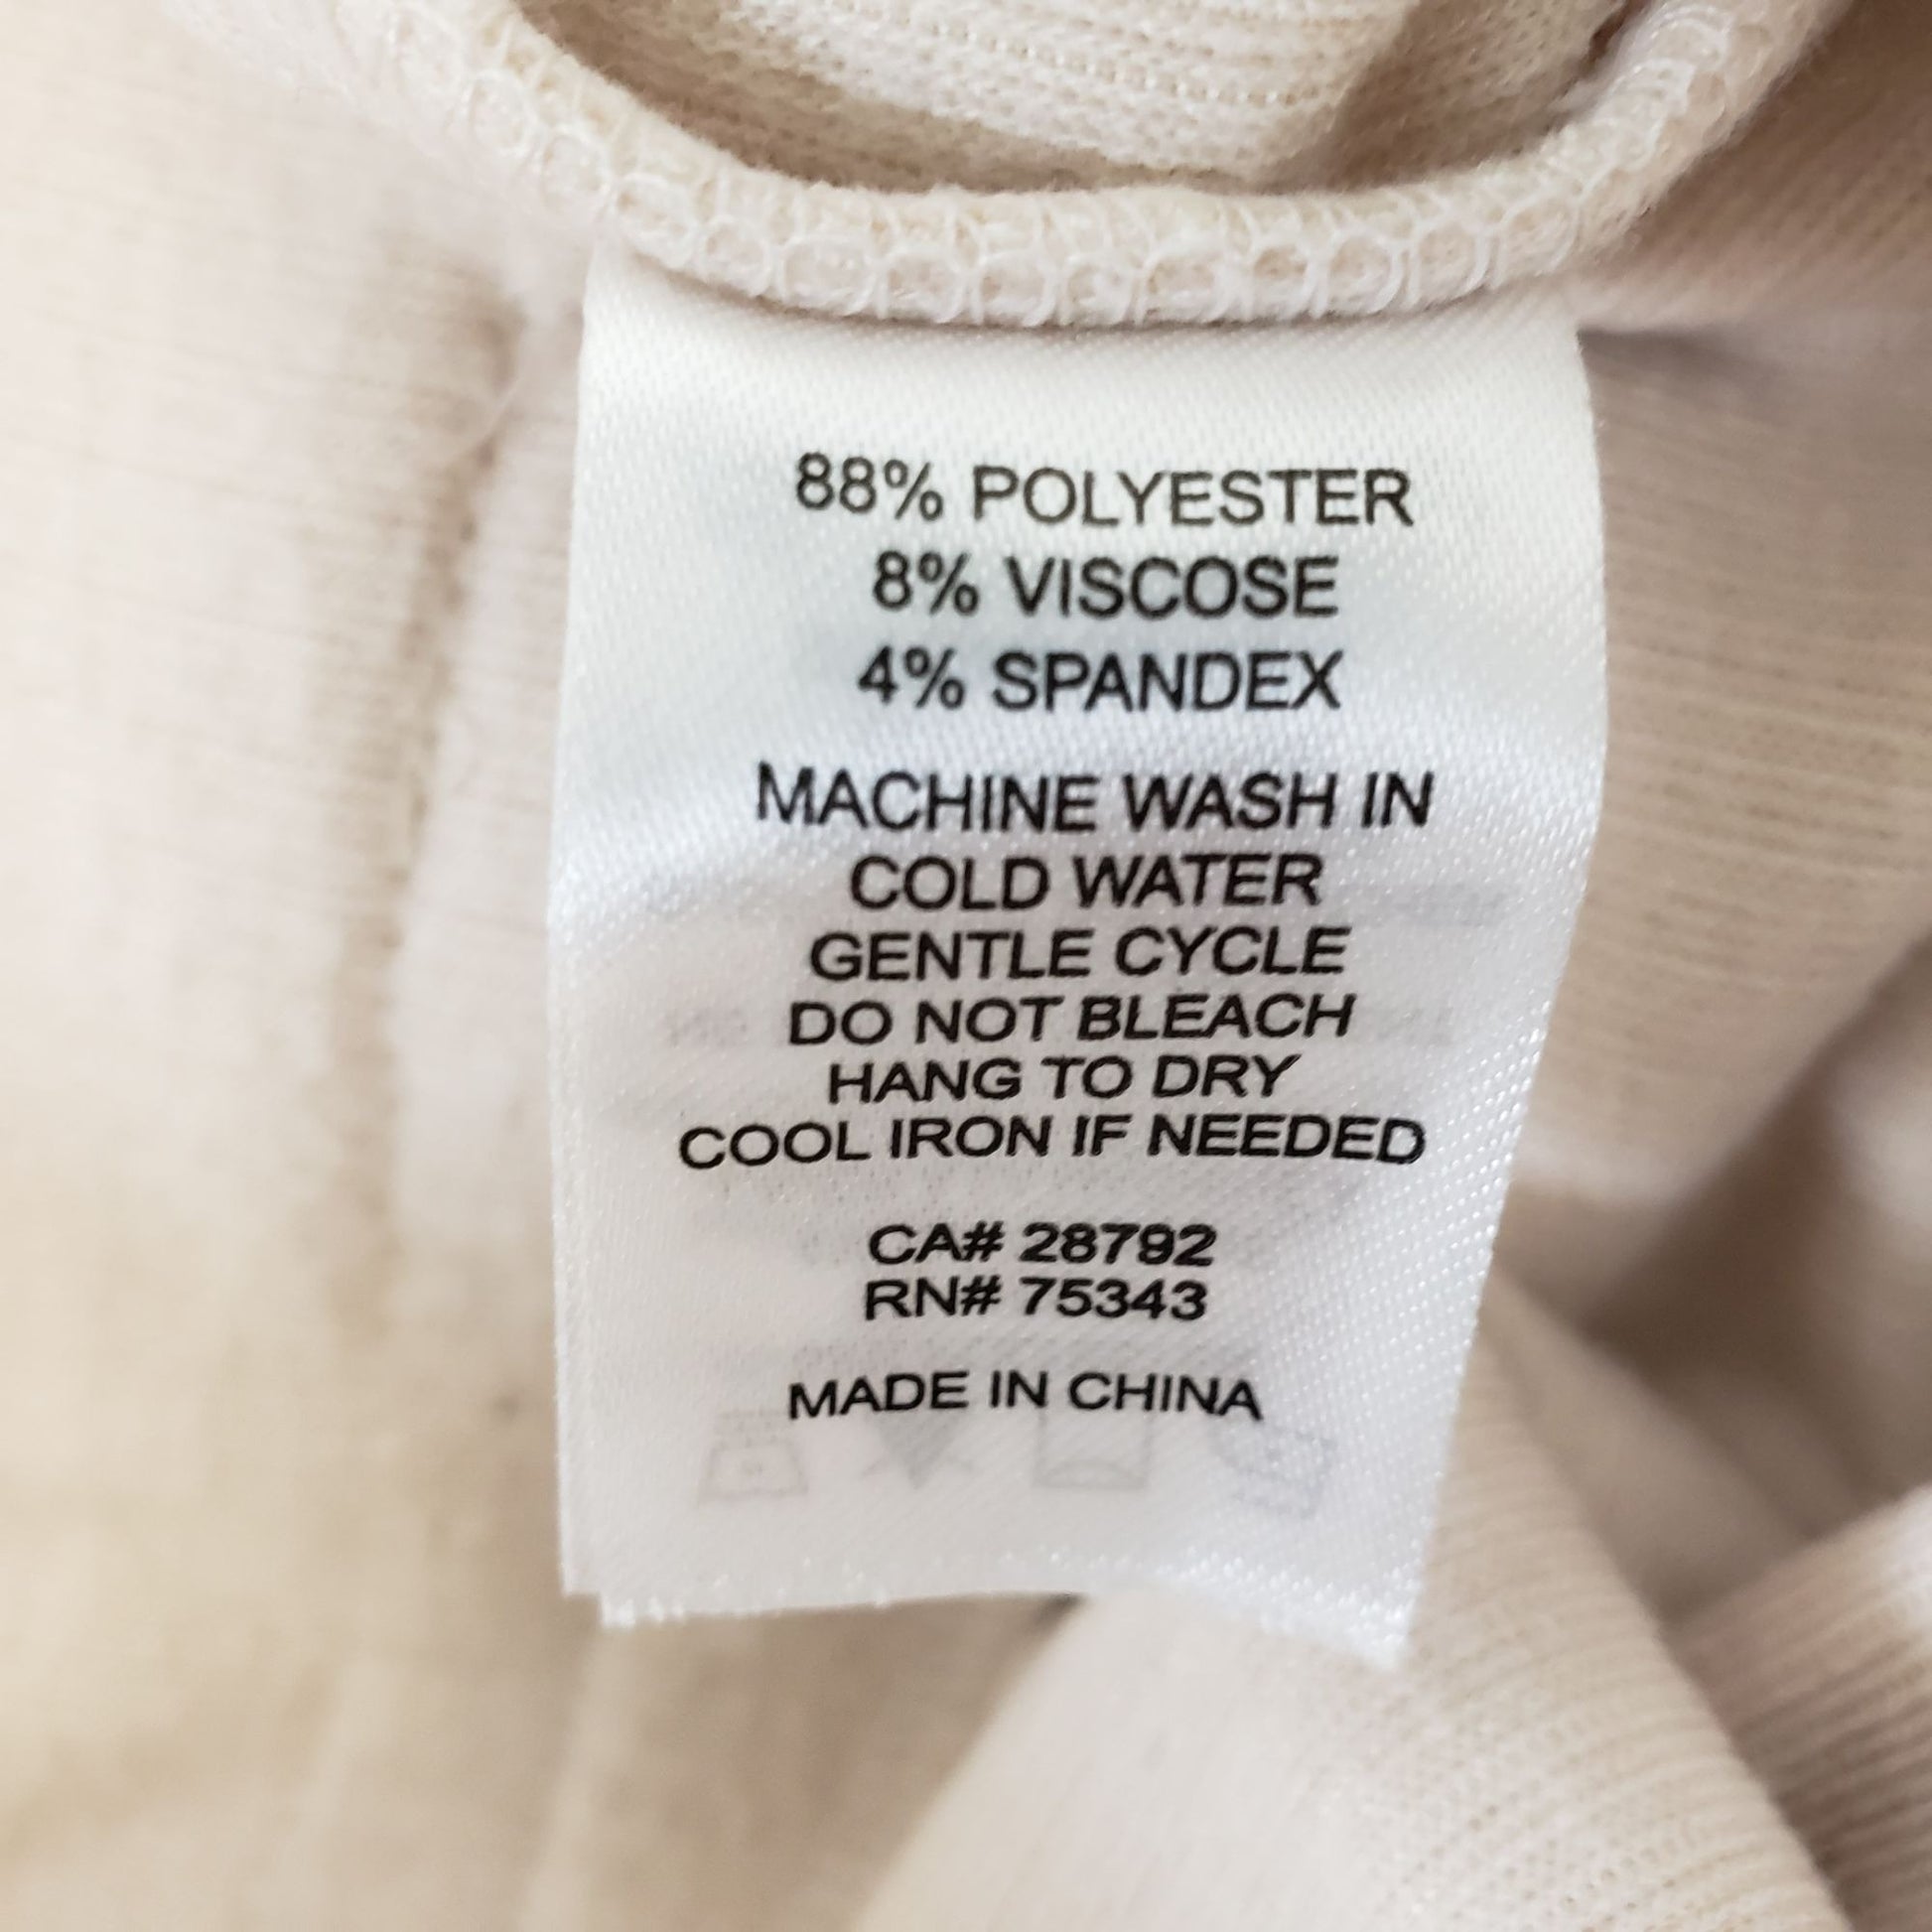 88% POLYESTER
8% VISCOSE
4% SPANDEX
MACHINE WASH IN
COLD WATER
GENTLE CYCLE
DO NOT BLEACH
HANG TO DRY
COOL IRON IF NEEDED
CA# 28792
RN# 75343
MADE IN CHINA